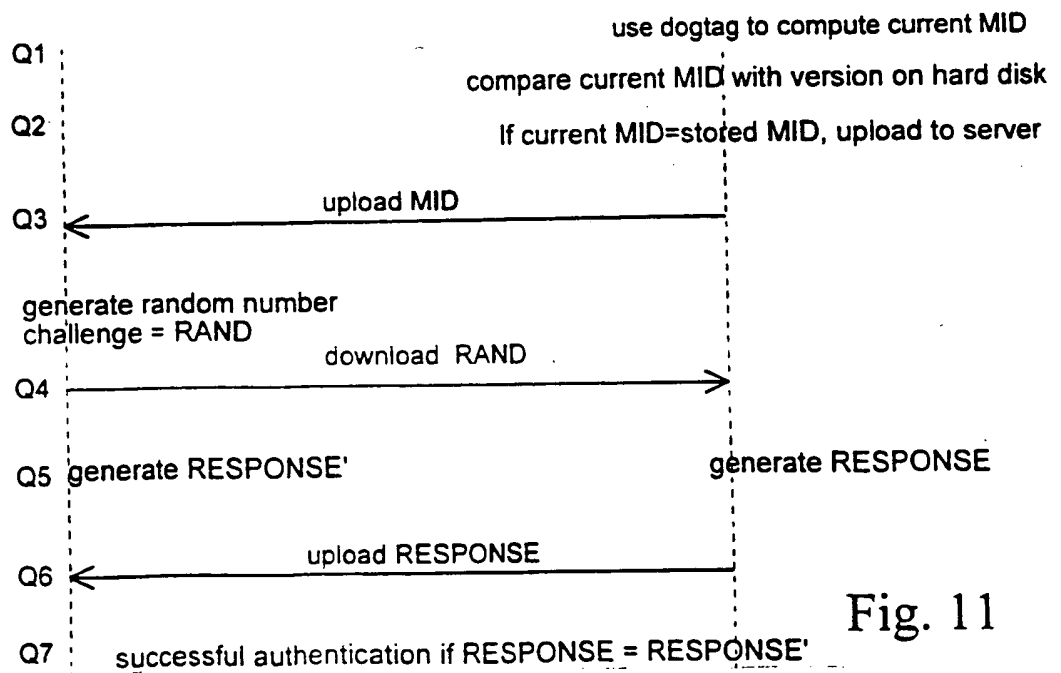 use dogtag to compute current MID
Q1
compare current MID with version on hard disk
Q2
If current MID=stored MID, upload to server
upload MID
Q3
generate random number
challenge = RAND
download RAND
Q4
Q5 generate RESPONSE' generate RESPONSE
upload RESPONSE
Q6
Fig. 11
Q7 successful authentication if RESPONSE = RESPONSE'